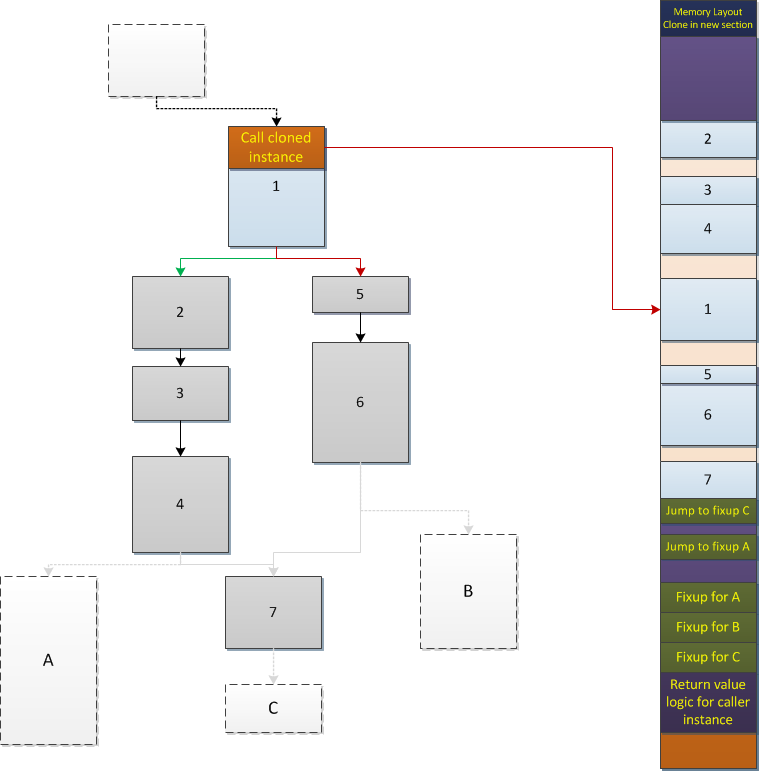 Memory Layout
Clone in new section
Call cloned
instance
1
2
3
4
5
6
7
A
B
C
2
3
4
1
5
6
7
Jump to fixup C
Jump to fixup A
Fixup for A
Fixup for B
Fixup for C
Return value
logic for caller
instance